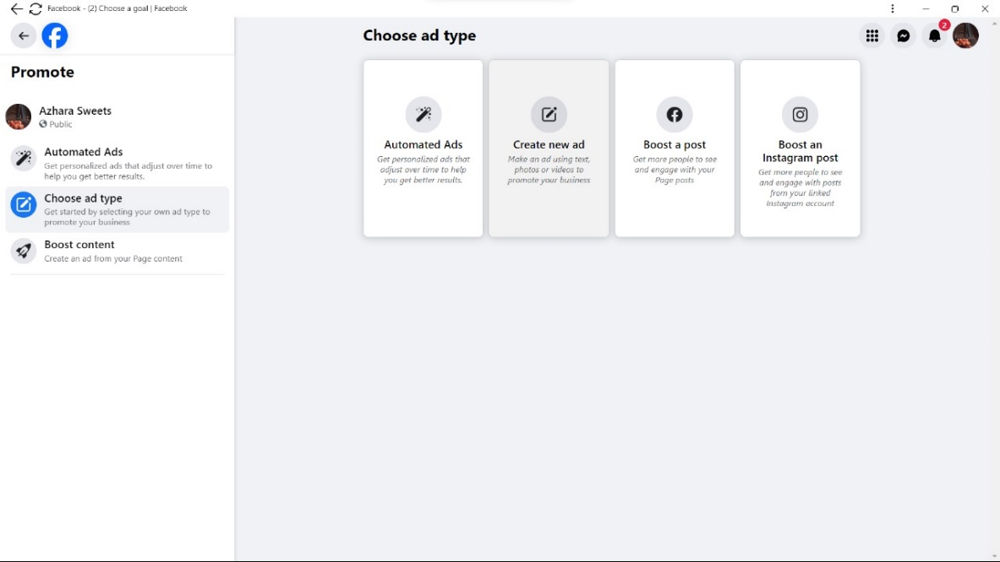 Facebook - (2) Choose a goal | Facebook
Choose ad type
2
Promote
Azhara Sweets
Public
Automated Ads
Get personalized ads that adjust over time to
help you get better results.
Choose ad type
Get started by selecting your own ad type to
promote your business
Boost content
Create an ad from your Page content
Automated Ads
Get personalized ads that
adjust over time to help
you get better results.
Create new ad
Make an ad using text,
photos or videos to
promote your business
Boost a post
Get more people to see
and engage with your
Page posts
Boost an
Instagram post
Get more people to see
and engage with posts
from your linked
Instagram account